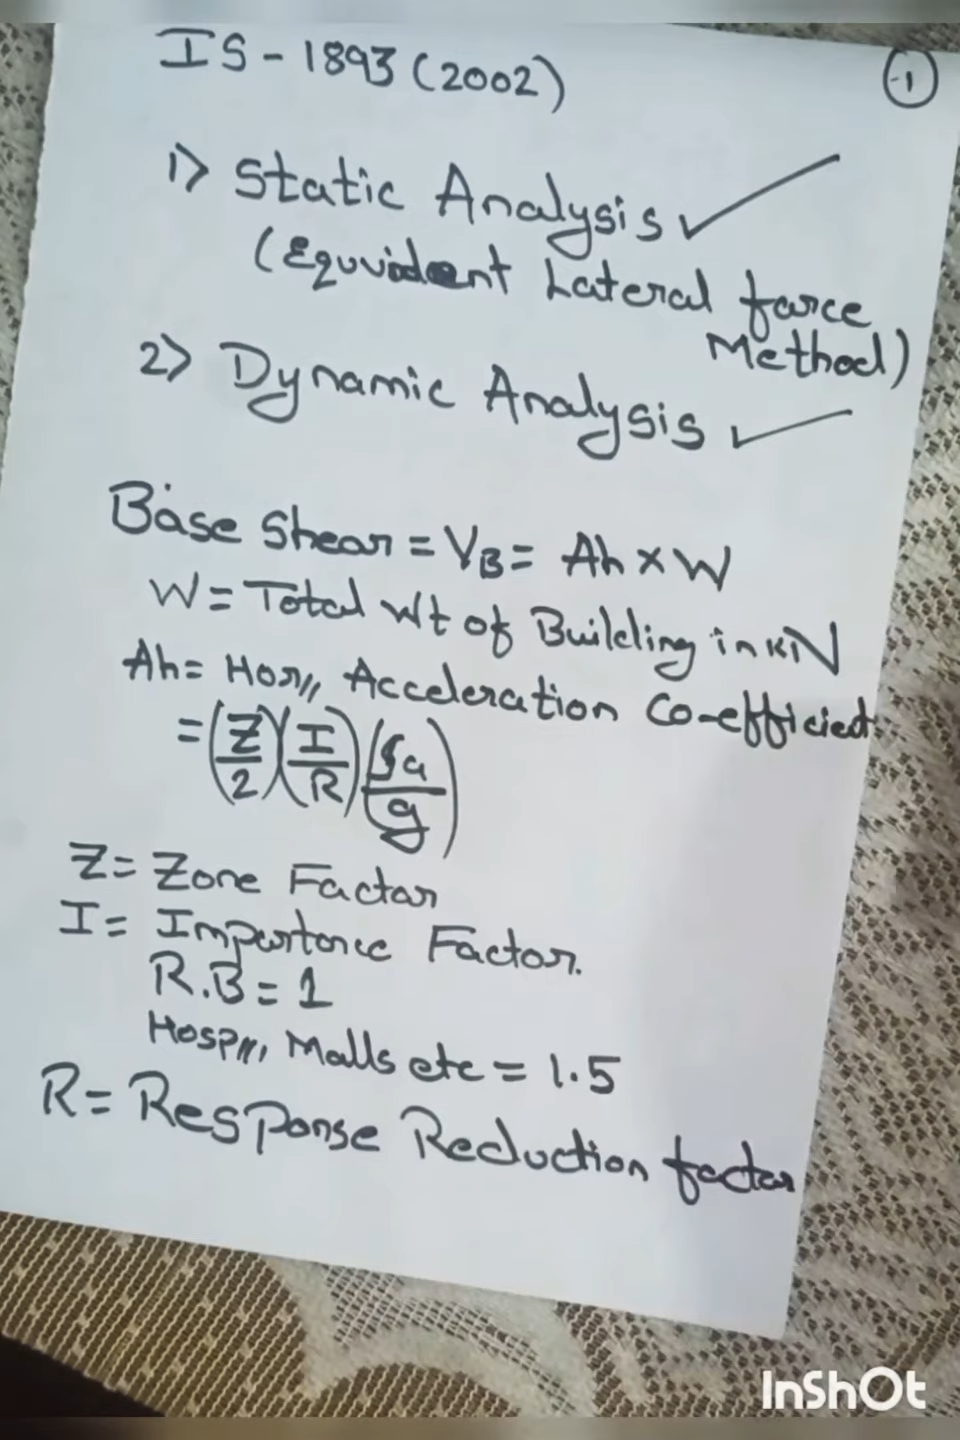 IS - 1893 (2002)
-1
1> Static Analysis ✓
(Equvident Lateral force
Method)
2> Dynamic Analysis ✓
Base Shear = VB = Ah x W
W = Total Wt of Building in kN
Ah = Hor,, Acceleration Co-efficient
= (Z/2)(I/R)(Sa/g)
Z = Zone Factor
I = Importance Factor.
R.B = 1
Hosp,,, Malls etc = 1.5
R = Response Reduction factor
InShOt